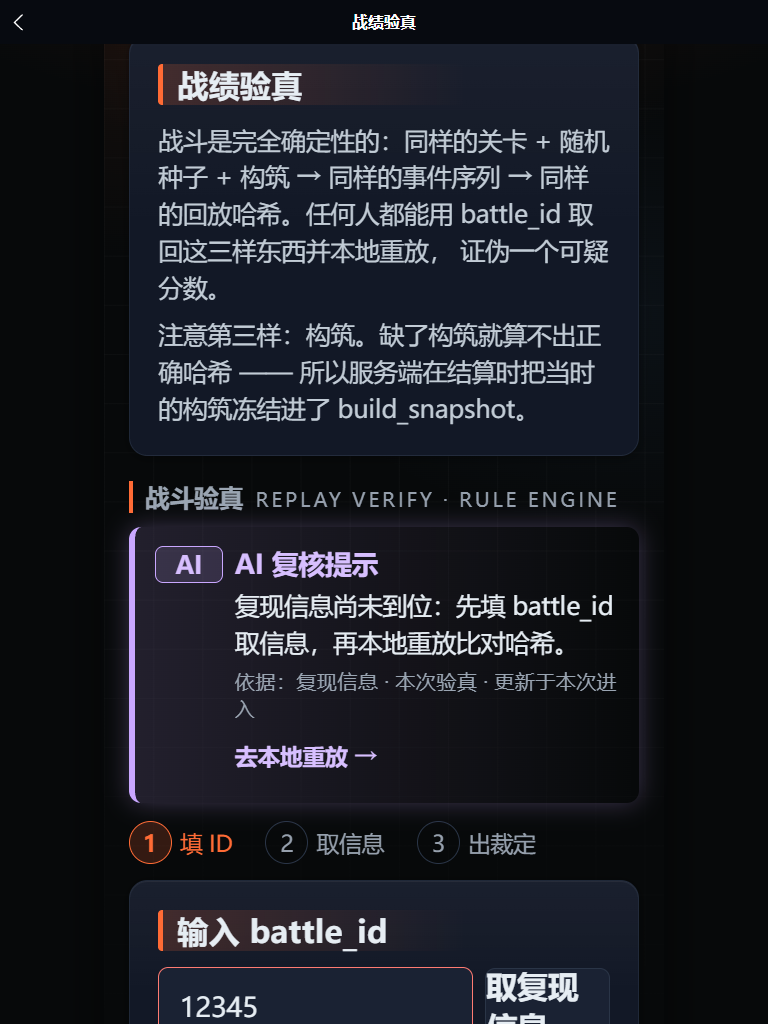 战绩验真
战绩验真
战斗是完全确定性的：同样的关卡 + 随机
种子 + 构筑 → 同样的事件序列 → 同样
的回放哈希。任何人都能用 battle_id 取
回这三样东西并本地重放， 证伪一个可疑
分数。
注意第三样：构筑。缺了构筑就算不出正
确哈希 —— 所以服务端在结算时把当时
的构筑冻结进了 build_snapshot。
战斗验真 REPLAY VERIFY · RULE ENGINE
AI AI 复核提示
复现信息尚未到位：先填 battle_id
取信息，再本地重放比对哈希。
依据：复现信息 · 本次验真 · 更新于本次进
入
去本地重放 →
1 填 ID 2 取信息 3 出裁定
输入 battle_id
12345 取复现
信息